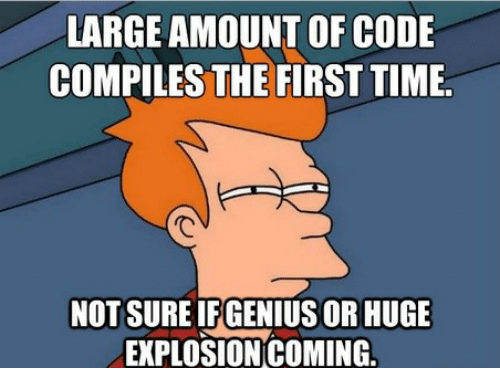 LARGE AMOUNT OF CODE
COMPILES THE FIRST TIME.
NOT SURE IF GENIUS OR HUGE
EXPLOSION COMING.